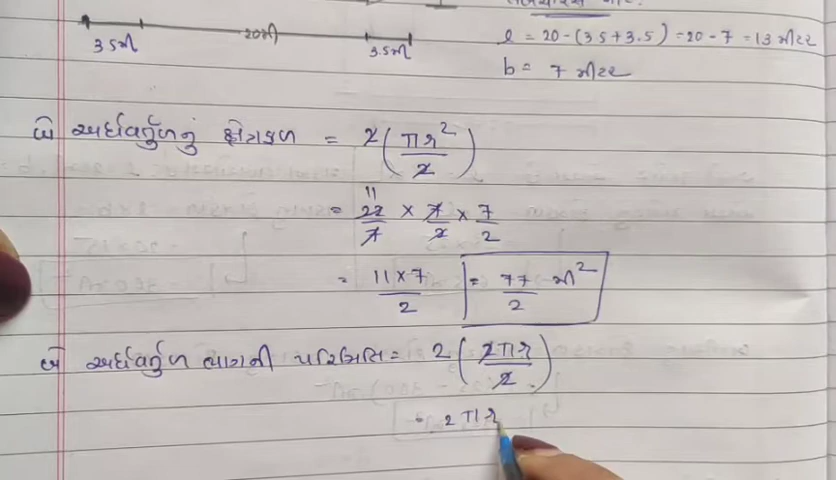 3.5મી 20મી 3.5મી
l = 20 - (3.5 + 3.5) = 20 - 7 = 13 મીટર
b = 7 મીટર
બે અર્ધવર્તુળનું ક્ષેત્રફળ = 2(πr²/2)
= 22/7 × 7/2 × 7/2
11
= 11×7/2 = 77/2 મી²
બે અર્ધવર્તુળ ભાગની પરિમિતિ = 2(2πr/2)
= 2πr